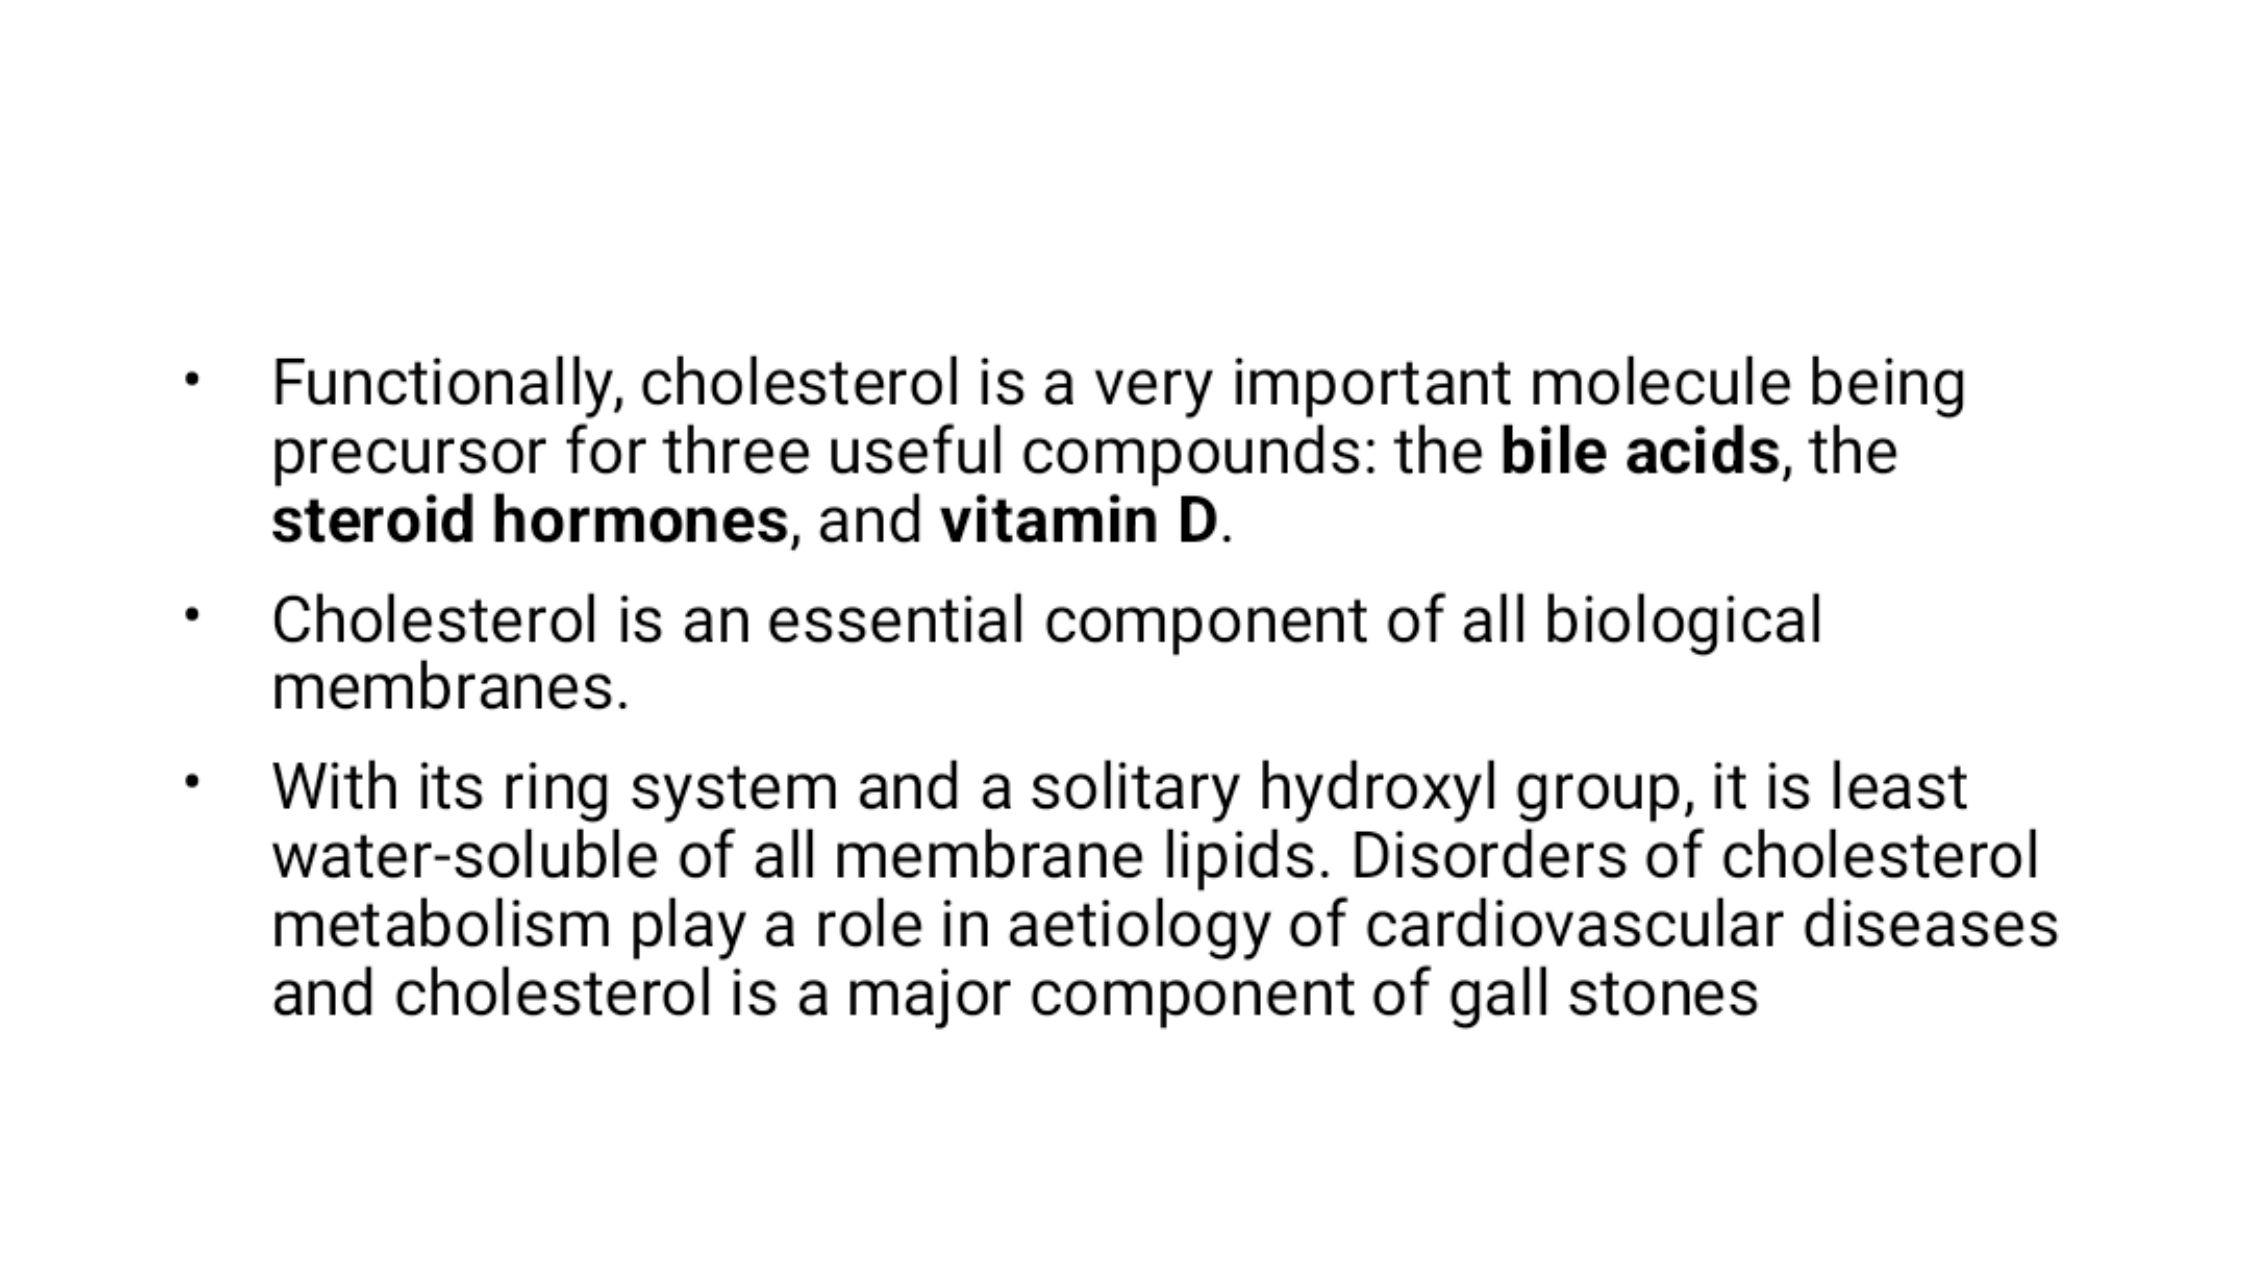 • Functionally, cholesterol is a very important molecule being
precursor for three useful compounds: the bile acids, the
steroid hormones, and vitamin D.
• Cholesterol is an essential component of all biological
membranes.
• With its ring system and a solitary hydroxyl group, it is least
water-soluble of all membrane lipids. Disorders of cholesterol
metabolism play a role in aetiology of cardiovascular diseases
and cholesterol is a major component of gall stones